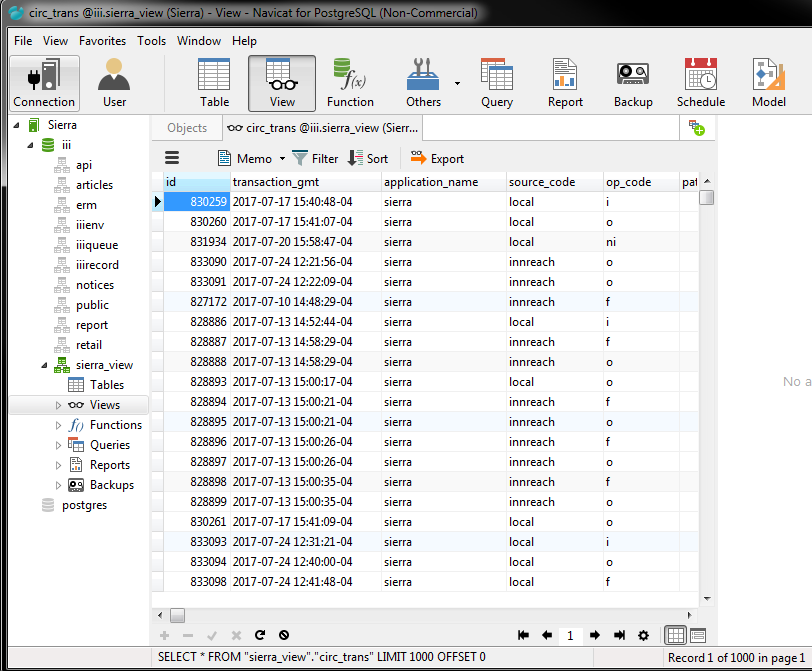 circ_trans @iii.sierra_view (Sierra) - View - Navicat for PostgreSQL (Non-Commercial)
File View Favorites Tools Window Help
Connection User Table View Function Others Query Report Backup Schedule Model
Sierra
iii
api
articles
erm
iiienv
iiiqueue
iiirecord
notices
public
report
retail
sierra_view
Tables
Views
Functions
Queries
Reports
Backups
postgres
Objects circ_trans @iii.sierra_view (Sierr...
Memo Filter Sort Export
id transaction_gmt application_name source_code op_code pat
830259 2017-07-17 15:40:48-04 sierra local i
830260 2017-07-17 15:41:07-04 sierra local o
831934 2017-07-20 15:58:47-04 sierra local ni
833090 2017-07-24 12:21:56-04 sierra innreach o
833091 2017-07-24 12:22:09-04 sierra innreach o
827172 2017-07-10 14:48:29-04 sierra innreach f
828886 2017-07-13 14:52:44-04 sierra local i
828887 2017-07-13 14:58:29-04 sierra innreach f
828888 2017-07-13 14:58:29-04 sierra innreach o
828893 2017-07-13 15:00:17-04 sierra local o
828894 2017-07-13 15:00:21-04 sierra innreach f
828895 2017-07-13 15:00:21-04 sierra innreach o
828896 2017-07-13 15:00:26-04 sierra innreach f
828897 2017-07-13 15:00:26-04 sierra innreach o
828898 2017-07-13 15:00:35-04 sierra innreach f
828899 2017-07-13 15:00:35-04 sierra innreach o
830261 2017-07-17 15:41:09-04 sierra local o
833093 2017-07-24 12:31:21-04 sierra local i
833094 2017-07-24 12:40:00-04 sierra local o
833098 2017-07-24 12:41:48-04 sierra local f
No a
1
SELECT * FROM "sierra_view"."circ_trans" LIMIT 1000 OFFSET 0
Record 1 of 1000 in page 1